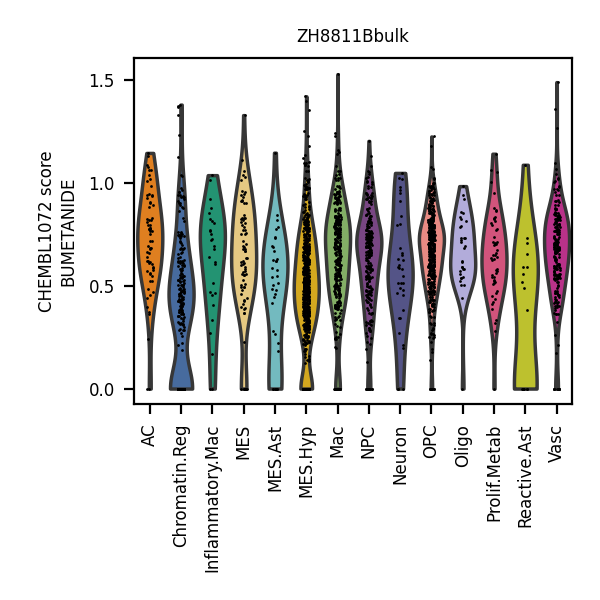 ZH8811Bbulk
CHEMBL1072 score
BUMETANIDE
1.5
1.0
0.5
0.0
AC
Chromatin.Reg
Inflammatory.Mac
MES
MES.Ast
MES.Hyp
Mac
NPC
Neuron
OPC
Oligo
Prolif.Metab
Reactive.Ast
Vasc